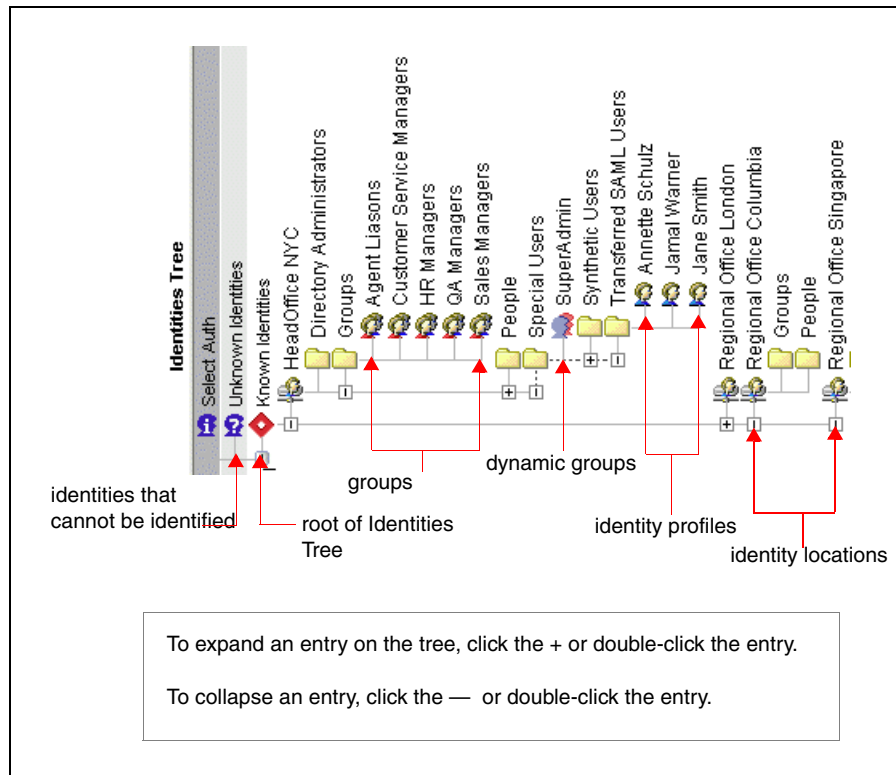 Identities Tree
Select Auth
Unknown Identities
Known Identities
HeadOffice NYC
Directory Administrators
Groups
Agent Liasons
Customer Service Managers
HR Managers
QA Managers
Sales Managers
People
Special Users
SuperAdmin
Synthetic Users
Transferred SAML Users
Annette Schulz
Jamal Warner
Jane Smith
Regional Office London
Regional Office Columbia
Groups
People
Regional Office Singapore
identities that
cannot be identified
root of Identities
Tree
groups
dynamic groups
identity profiles
identity locations
To expand an entry on the tree, click the + or double-click the entry.
To collapse an entry, click the — or double-click the entry.